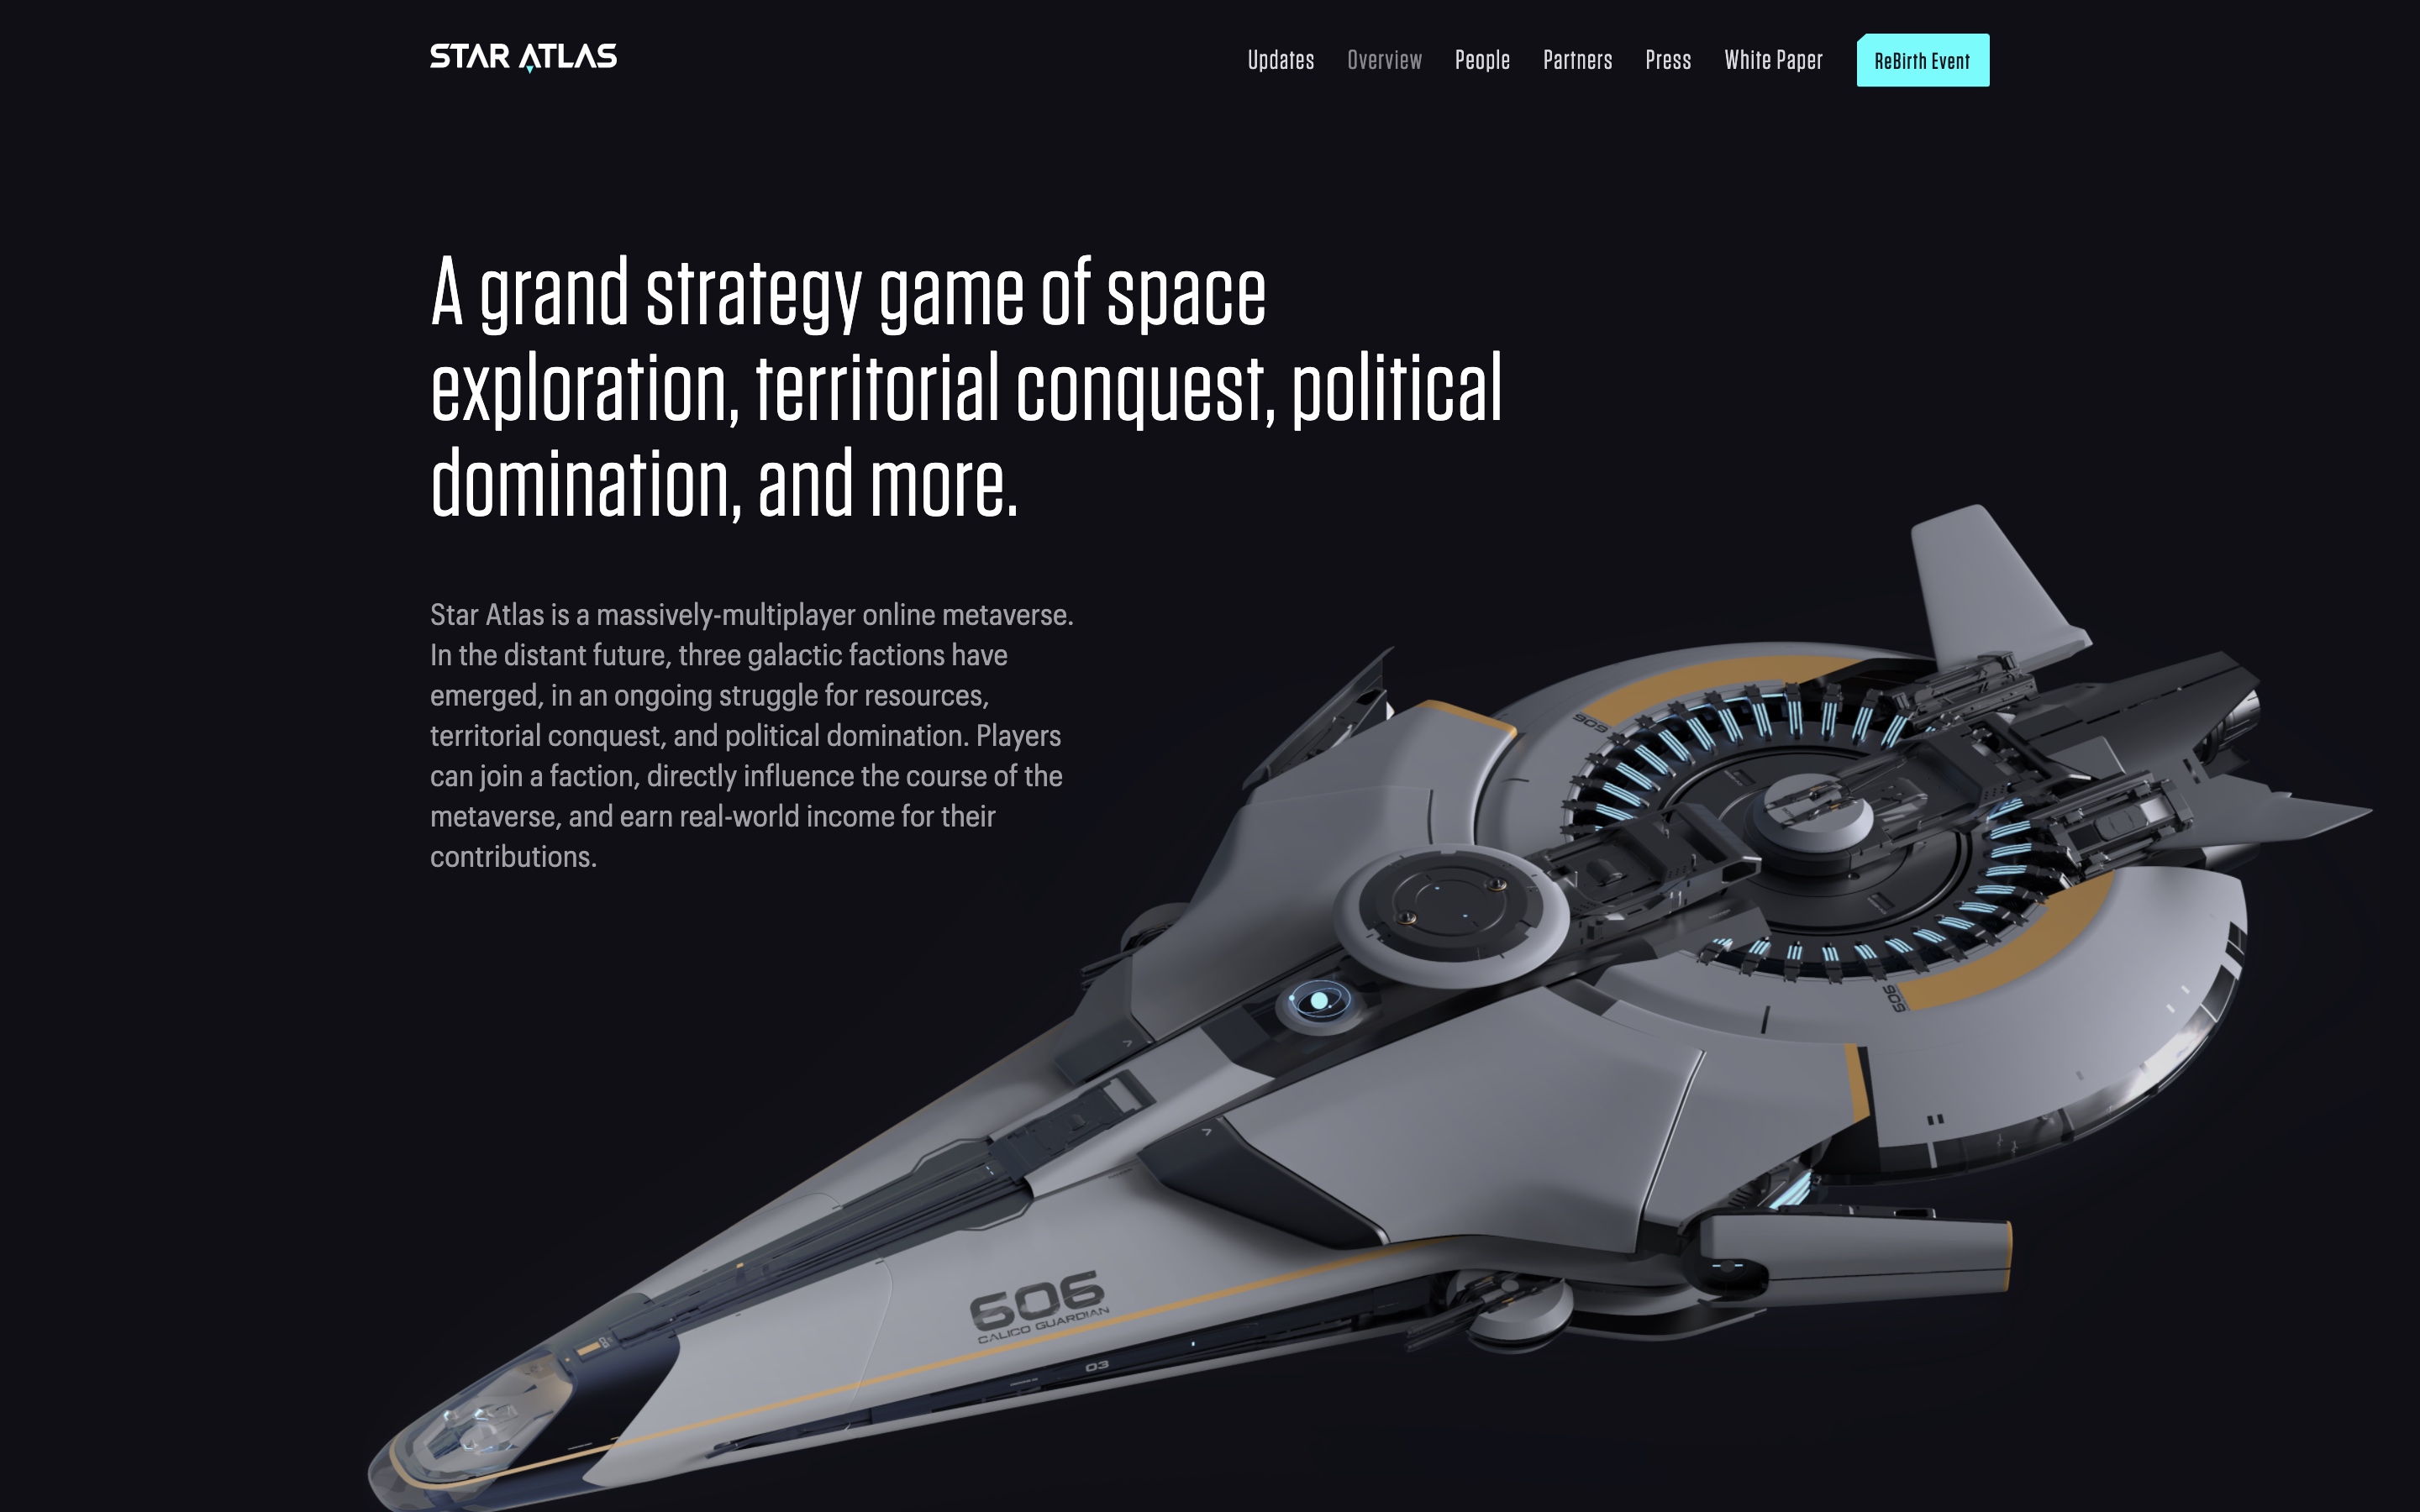 STAR ATLAS
Updates Overview People Partners Press White Paper ReBirth Event
A grand strategy game of space
exploration, territorial conquest, political
domination, and more.
Star Atlas is a massively-multiplayer online metaverse.
In the distant future, three galactic factions have
emerged, in an ongoing struggle for resources,
territorial conquest, and political domination. Players
can join a faction, directly influence the course of the
metaverse, and earn real-world income for their
contributions.
606
606
606
CALICO GUARDIAN
03